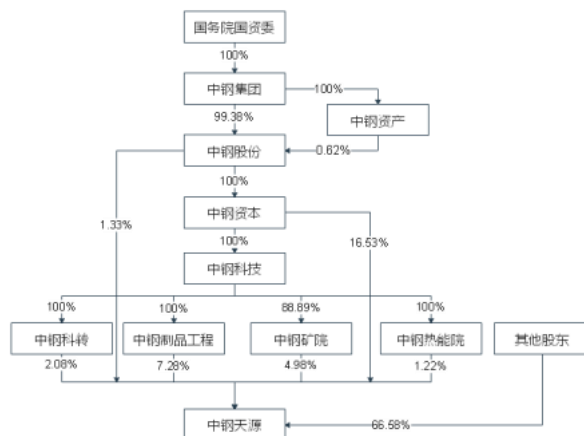 国务院国资委
100%
中钢集团
100%
99.38%
中钢资产
中钢股份
0.62%
100%
1.33%
中钢资本
16.53%
100%
中钢科技
100%
100%
88.89%
100%
中钢科转
中钢制品工程
中钢矿院
中钢热能院
其他股东
2.08%
7.28%
4.98%
1.22%
中钢天源
66.58%